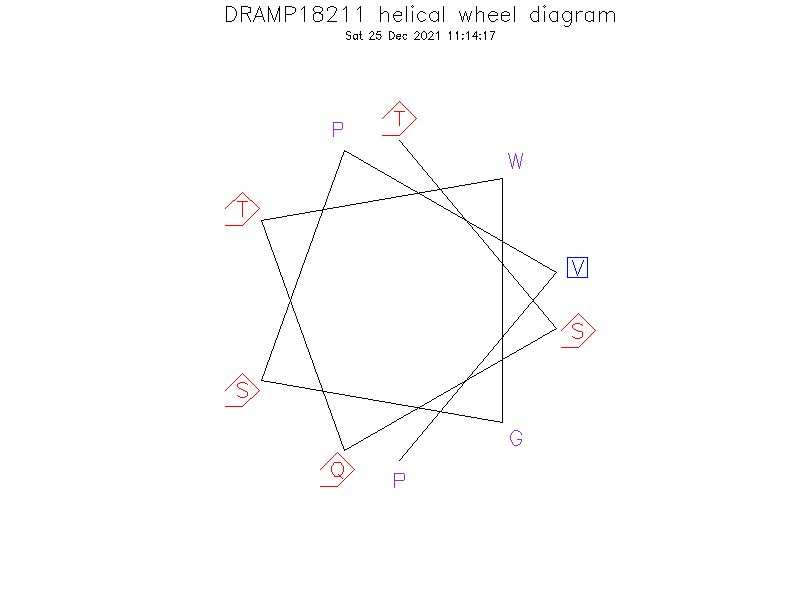 DRAMP18211 helical wheel diagram
Sat 25 Dec 2021 11:14:17
T
P
W
T
V
S
S
G
Q
P